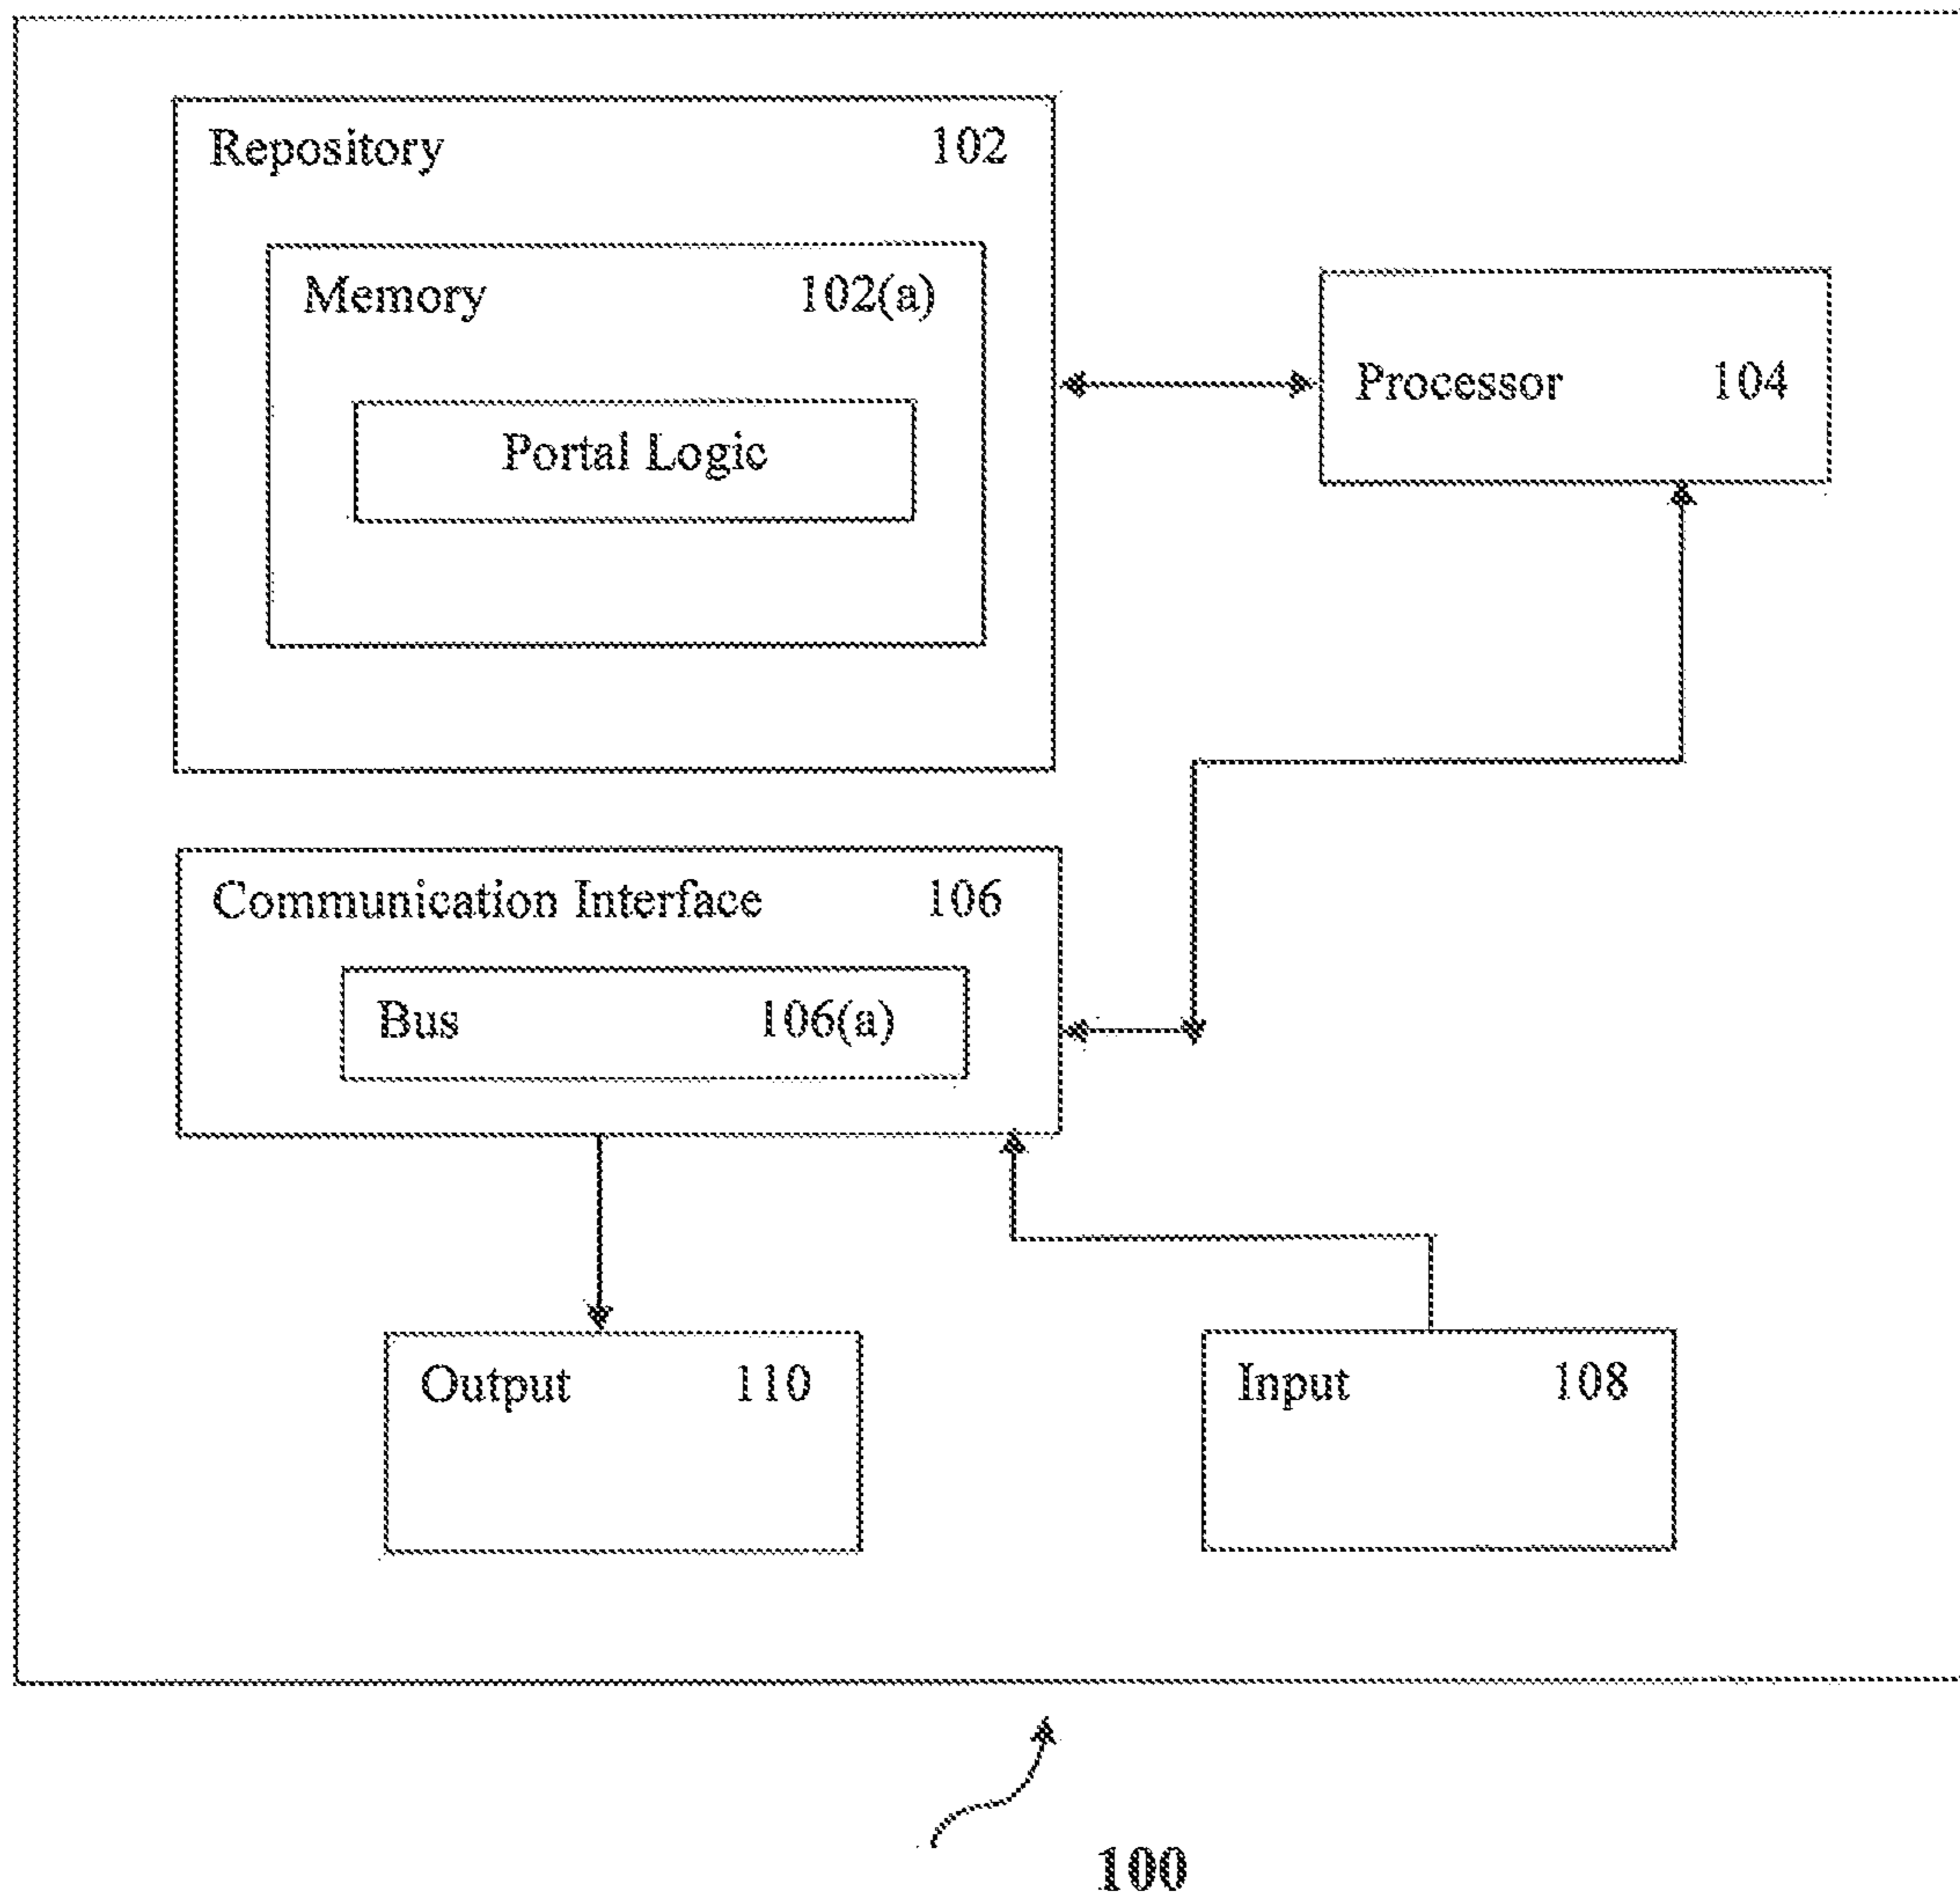 Repository 102
Memory 102(a)
Portal Logic
Processor 104
Communication Interface 106
Bus 106(a)
Output 110
Input 108
100